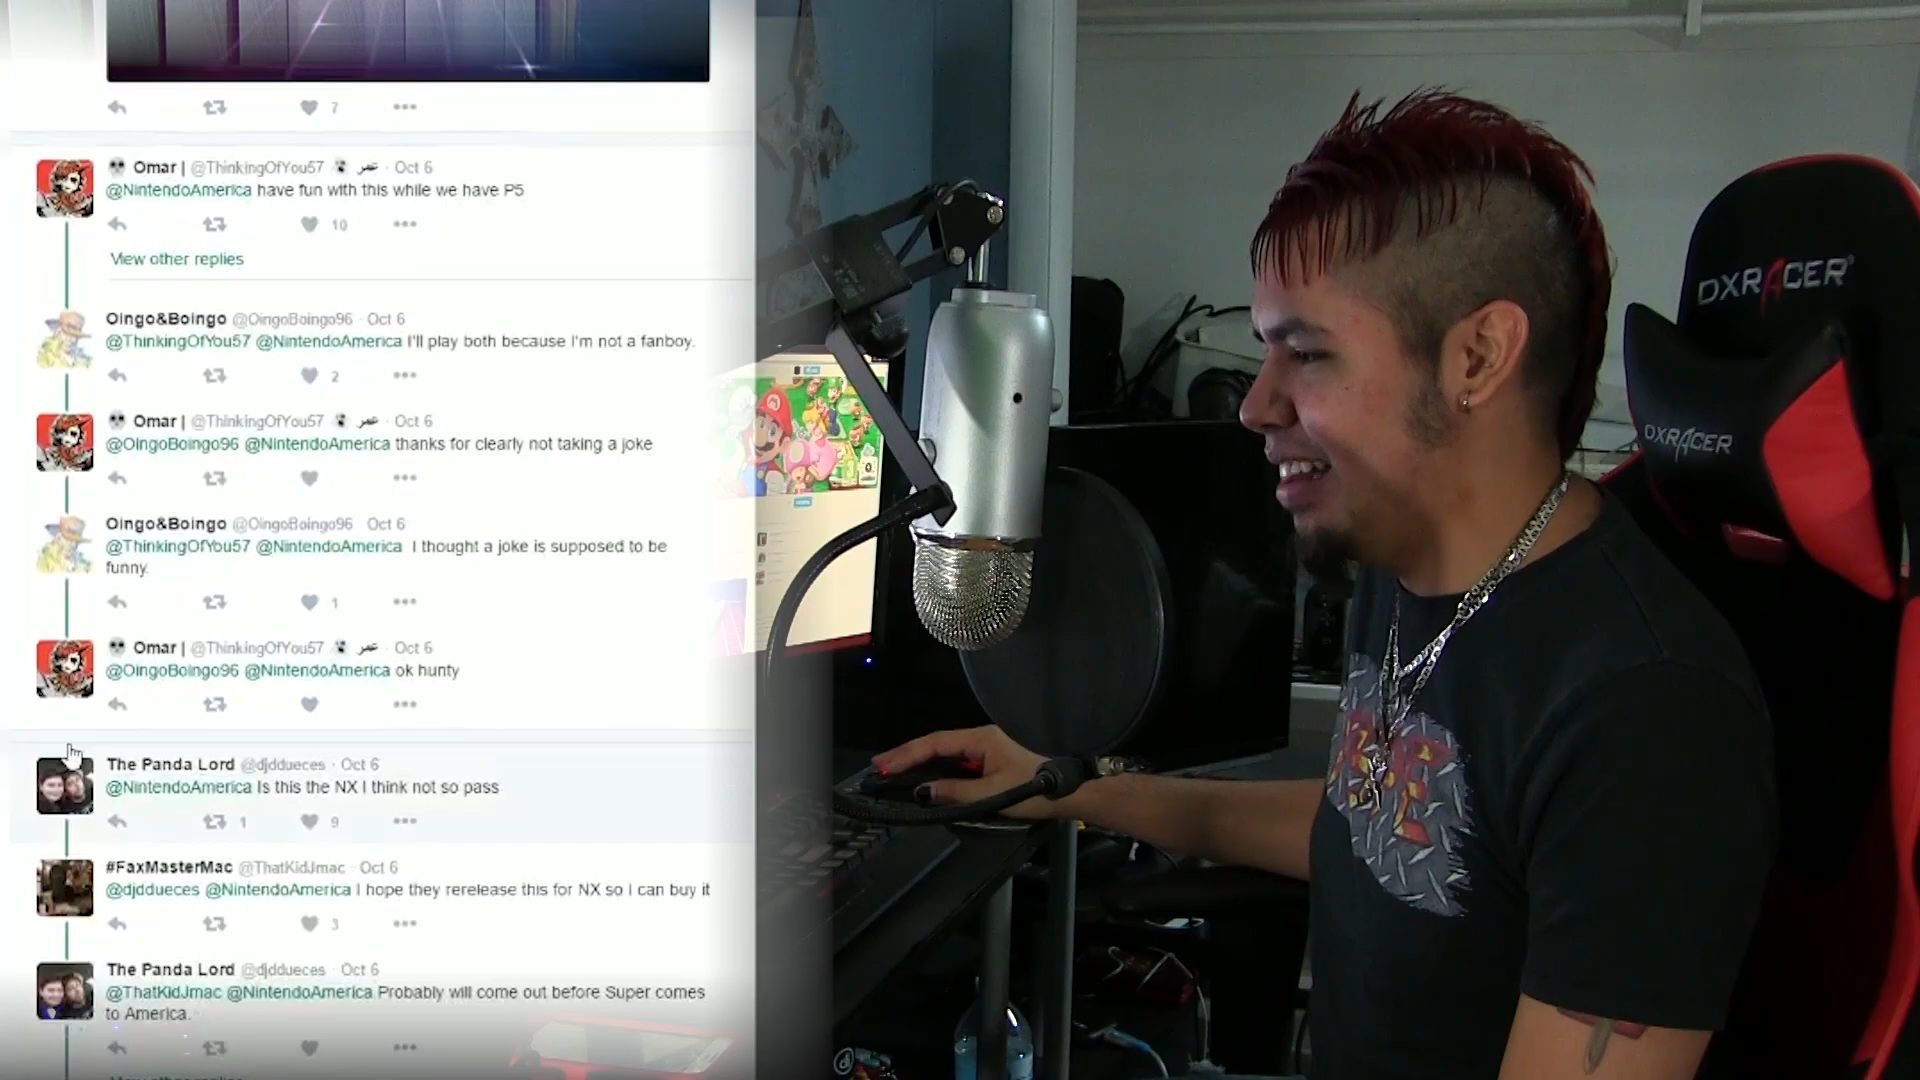 7
Omar | @ThinkingOfYou57 عمر · Oct 6
@NintendoAmerica have fun with this while we have P5
10
View other replies
Oingo&Boingo @OingoBoingo96 · Oct 6
@ThinkingOfYou57 @NintendoAmerica I'll play both because I'm not a fanboy.
2
Omar | @ThinkingOfYou57 عمر · Oct 6
@OingoBoingo96 @NintendoAmerica thanks for clearly not taking a joke
Oingo&Boingo @OingoBoingo96 Oct 6
@ThinkingOfYou57 @NintendoAmerica I thought a joke is supposed to be
funny.
1
Omar | @ThinkingOfYou57 عمر · Oct 6
@OingoBoingo96 @NintendoAmerica ok hunty
The Panda Lord @djddueces · Oct 6
@NintendoAmerica Is this the NX I think not so pass
1 9
#FaxMasterMac @ThatKidJmac · Oct 6
@djddueces @NintendoAmerica I hope they rerelease this for NX so I can buy it
3
The Panda Lord @djddueces · Oct 6
@ThatKidJmac @NintendoAmerica Probably will come out before Super comes
to America.
DXRACER
DXRACER